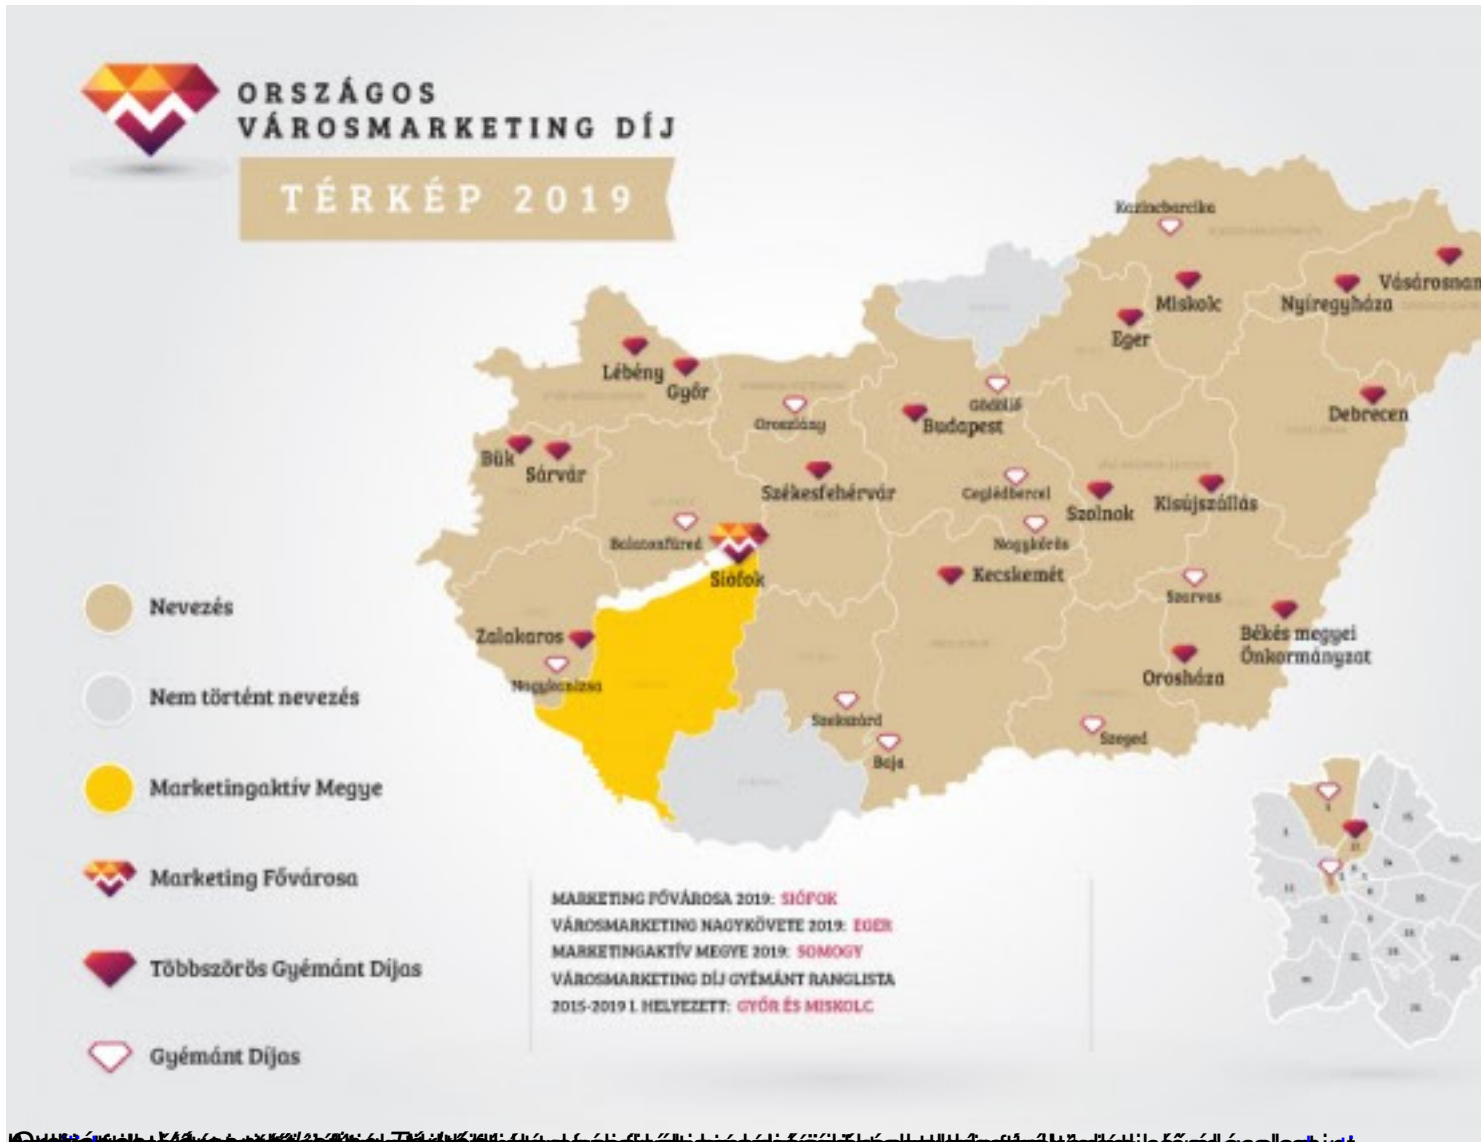 ORSZÁGOS
VÁROSMARKETING DÍJ
TÉRKÉP 2019
Kazincbarcika
Miskolc
Vásárosnam
Nyíregyháza
Eger
Lébény
Győr
Gödöllő
Oroszlány
Budapest
Debrecen
Bük
Sárvár
Székesfehérvár
Ceglédbercel
Szolnok
Kisújszállás
Balatonfüred
Nagykőrös
Siófok
Kecskemét
Szarvas
Nevezés
Zalakaros
Békés megyei
Önkormányzat
Nagykanizsa
Orosháza
Nem történt nevezés
Szekszárd
Szeged
Baja
Marketingaktív Megye
Marketing Fővárosa
Többszörös Gyémánt Díjas
Gyémánt Díjas
MARKETING FŐVÁROSA 2019: SIÓFOK
VÁROSMARKETING NAGYKÖVETE 2019: EGER
MARKETINGAKTÍV MEGYE 2019: SOMOGY
VÁROSMARKETING DÍJ GYÉMÁNT RANGLISTA
2015-2019 I. HELYEZETT: GYŐR ÉS MISKOLC